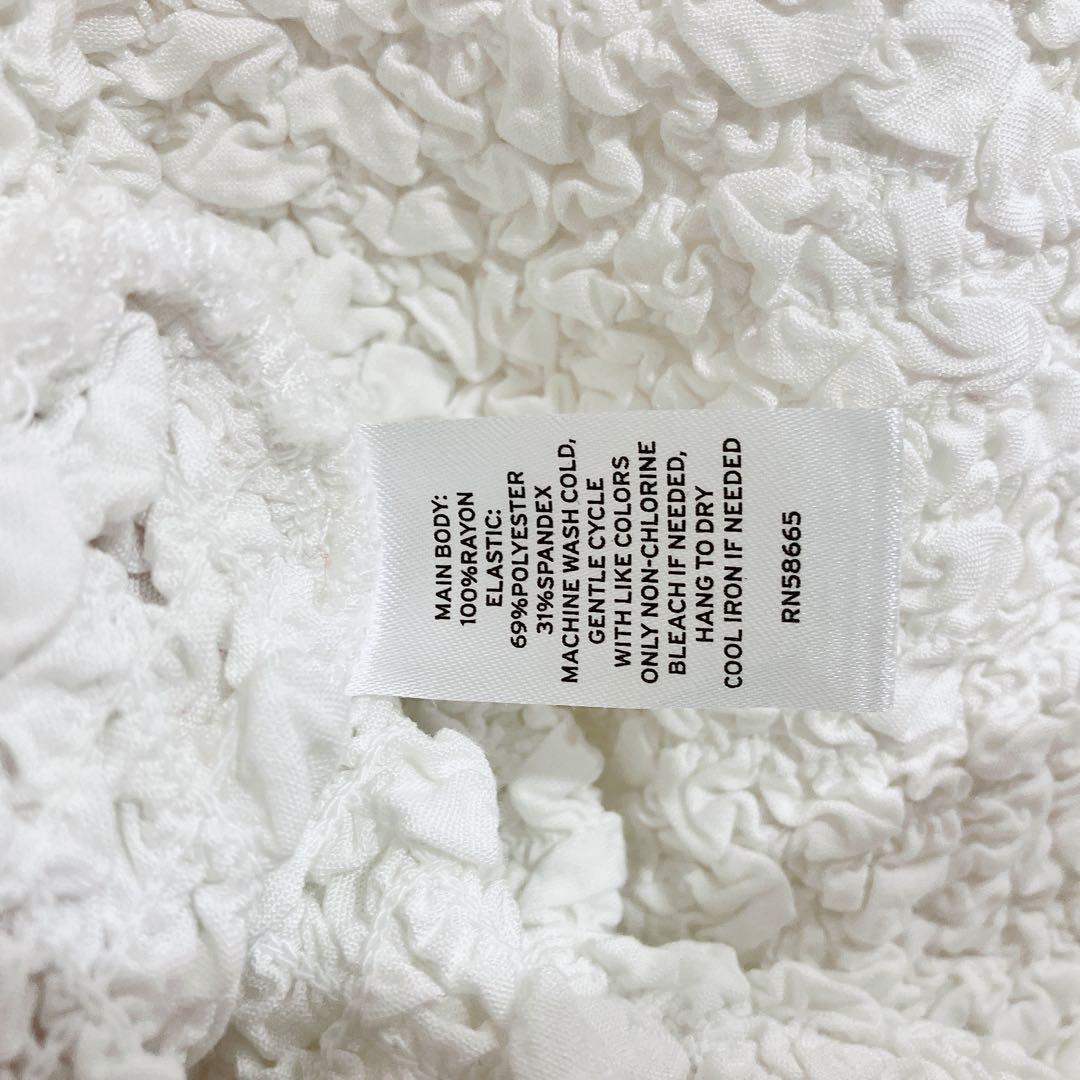 MAIN BODY:
100%RAYON
ELASTIC:
69%POLYESTER
31%SPANDEX
MACHINE WASH COLD,
GENTLE CYCLE
WITH LIKE COLORS
ONLY NON-CHLORINE
BLEACH IF NEEDED,
HANG TO DRY
COOL IRON IF NEEDED
RN58665